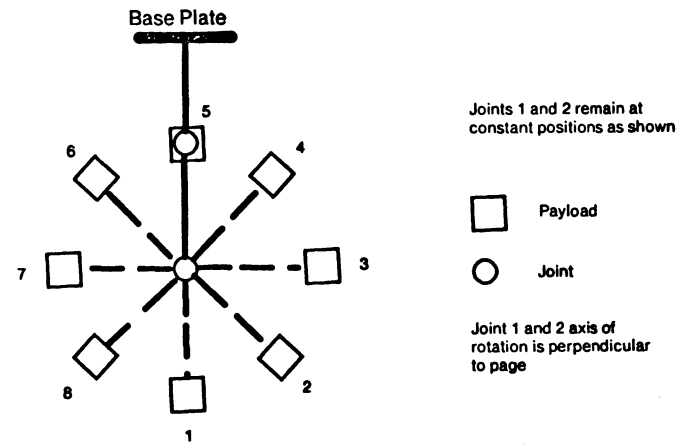 Base Plate
5
6
4
Joints 1 and 2 remain at
constant positions as shown
Payload
7
3
Joint
Joint 1 and 2 axis of
rotation is perpendicular
to page
8
2
1